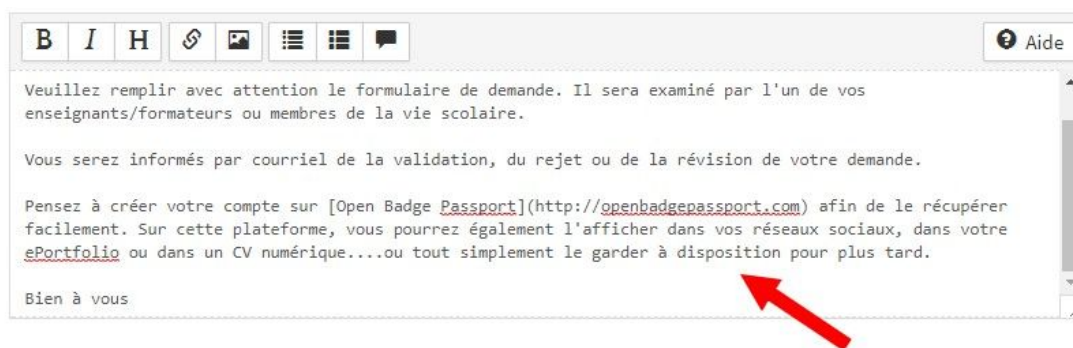 B I H Aide
Veuillez remplir avec attention le formulaire de demande. Il sera examiné par l'un de vos
enseignants/formateurs ou membres de la vie scolaire.
Vous serez informés par courriel de la validation, du rejet ou de la révision de votre demande.
Pensez à créer votre compte sur [Open Badge Passport](http://openbadgepassport.com) afin de le récupérer
facilement. Sur cette plateforme, vous pourrez également l'afficher dans vos réseaux sociaux, dans votre
ePortfolio ou dans un CV numérique....ou tout simplement le garder à disposition pour plus tard.
Bien à vous